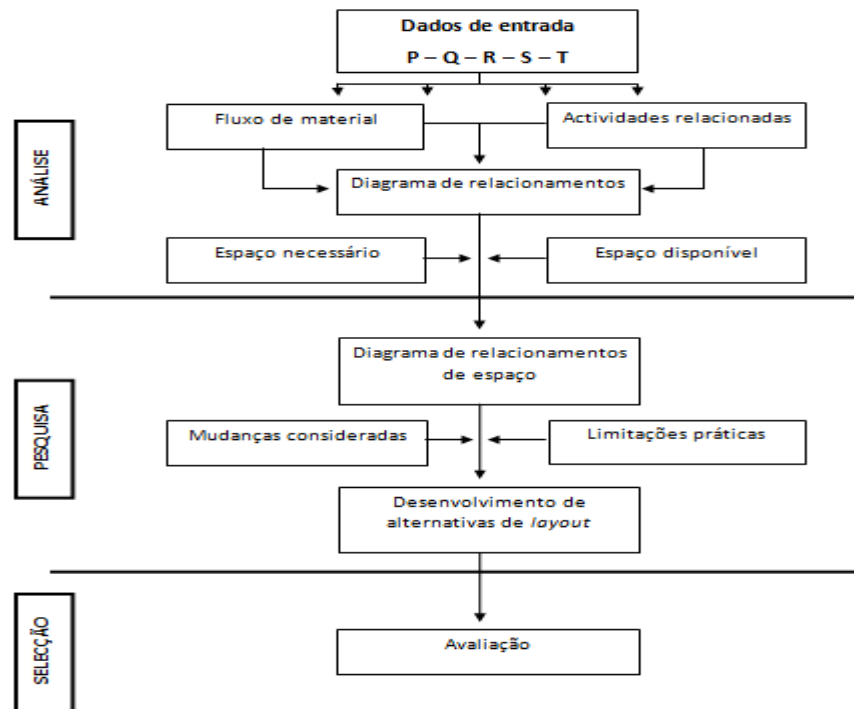 Dados de entrada
P – Q – R – S – T
Fluxo de material
Actividades relacionadas
ANÁLISE
Diagrama de relacionamentos
Espaço necessário
Espaço disponível
Diagrama de relacionamentos
de espaço
PESQUISA
Mudanças consideradas
Limitações práticas
Desenvolvimento de
alternativas de layout
SELECÇÃO
Avaliação